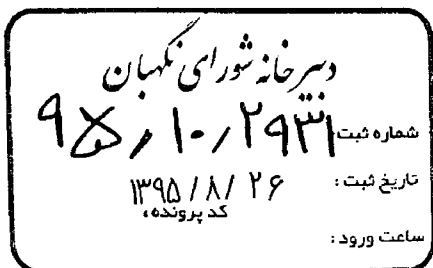 دبیرخانه شورای نگهبان
شماره ثبت: ۹۵/۱۰/۲۹۳۱
تاریخ ثبت: ۱۳۹۵/۸/۲۶
کد پرونده:
ساعت ورود: